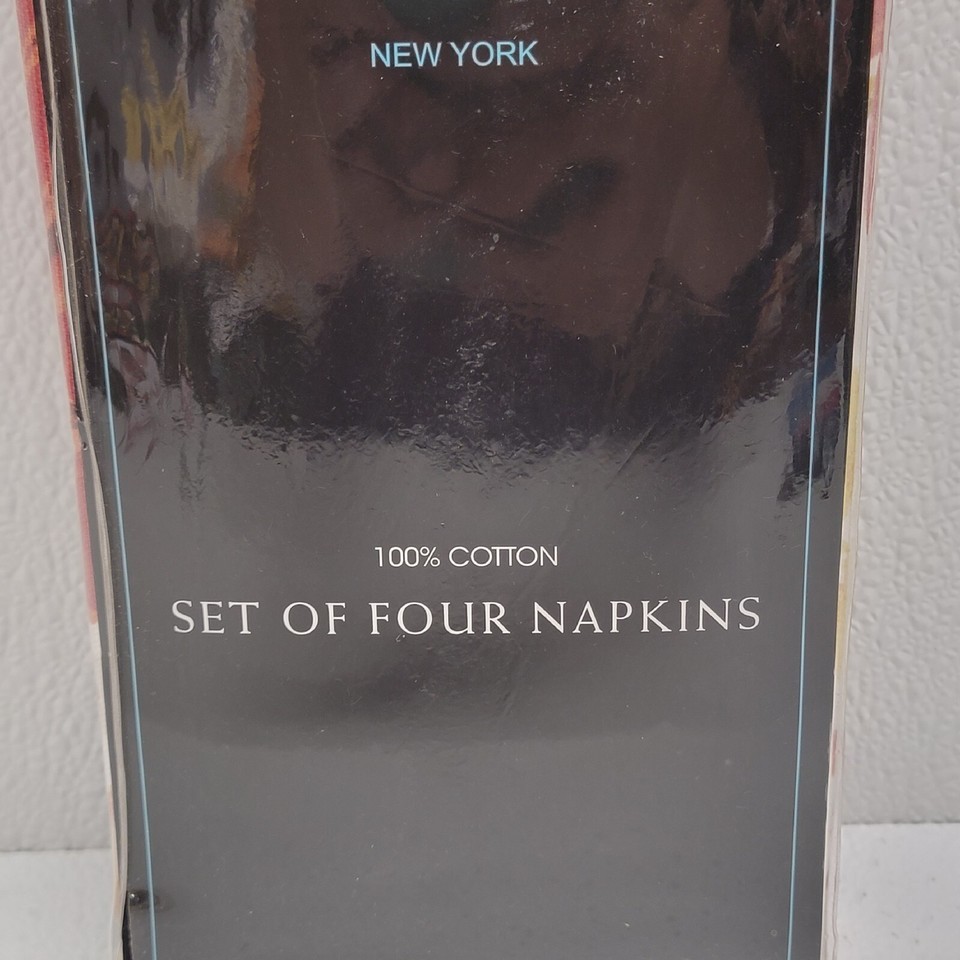 NEW YORK
100% COTTON
SET OF FOUR NAPKINS